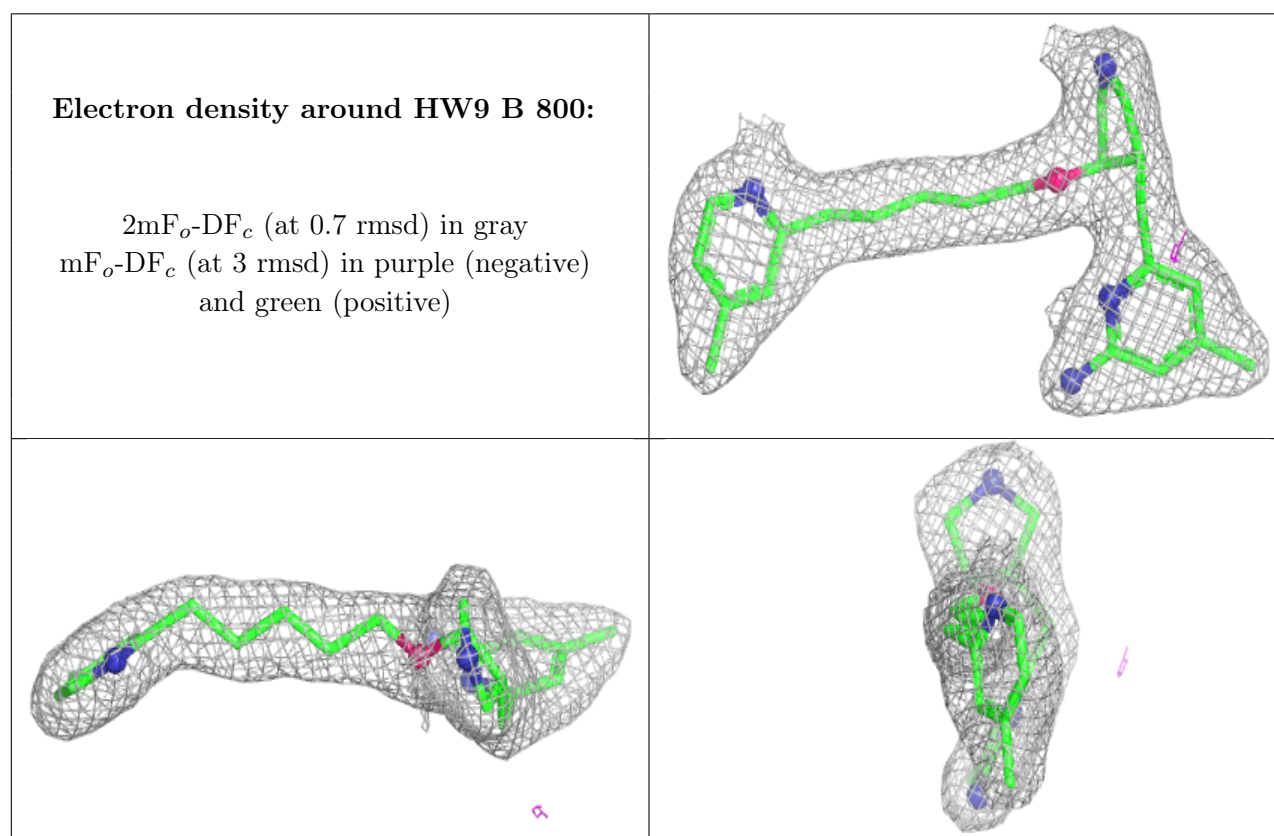 Electron density around HW9 B 800:
2mFₒ-DF𝒸 (at 0.7 rmsd) in gray
mFₒ-DF𝒸 (at 3 rmsd) in purple (negative)
and green (positive)